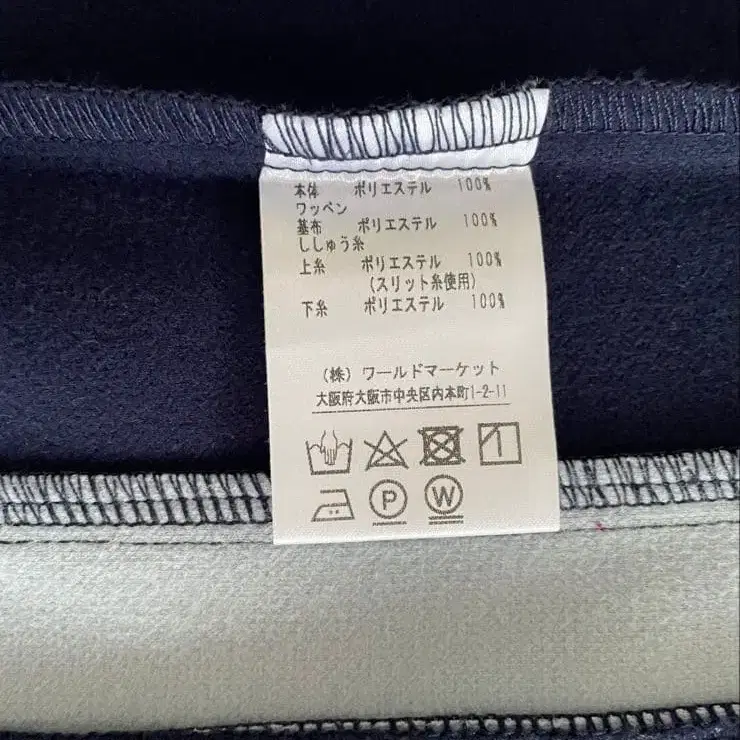 本体 ポリエステル 100%
ワッペン
基布 ポリエステル 100%
ししゅう糸
上糸 ポリエステル 100%
(スリット糸使用)
下糸 ポリエステル 100%
(株) ワールドマーケット
大阪府大阪市中央区内本町1-2-11
P W